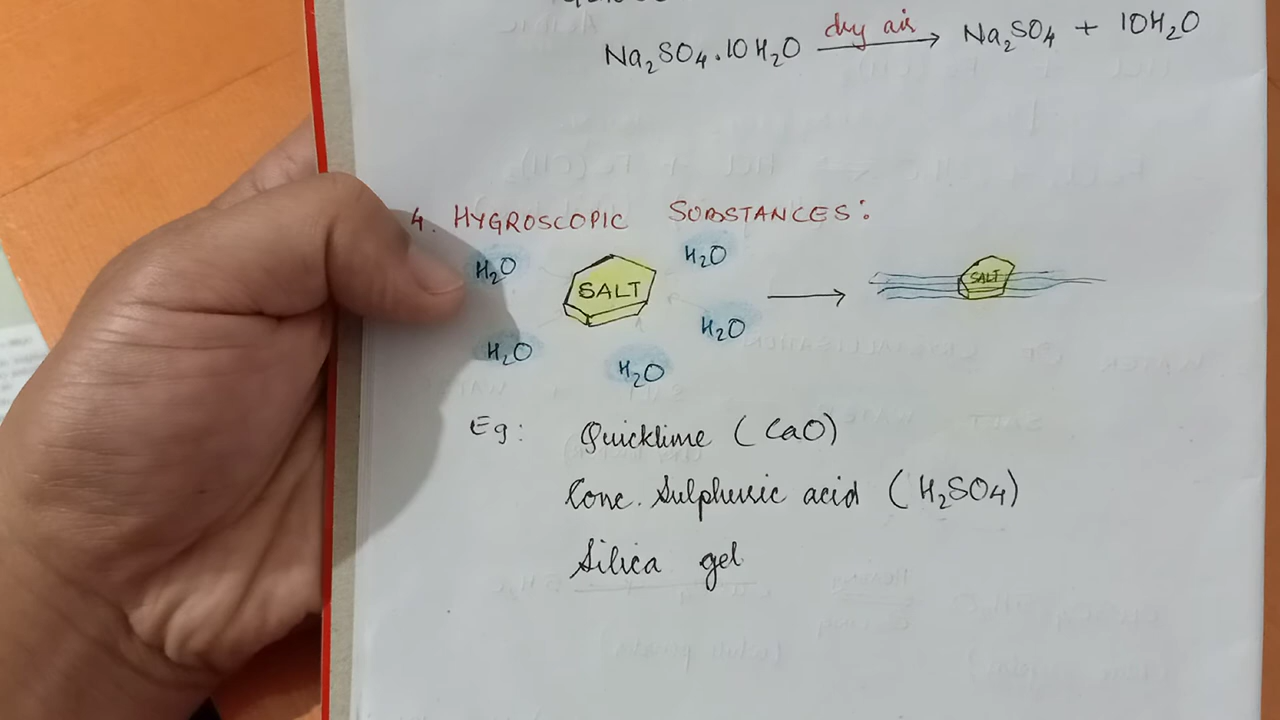 Na₂SO₄.10H₂O dry air → Na₂SO₄ + 10H₂O
4. HYGROSCOPIC SUBSTANCES:
H₂O SALT H₂O → SALT
H₂O H₂O H₂O
Eg: Quicklime (CaO)
Conc. Sulphuric acid (H₂SO₄)
Silica gel